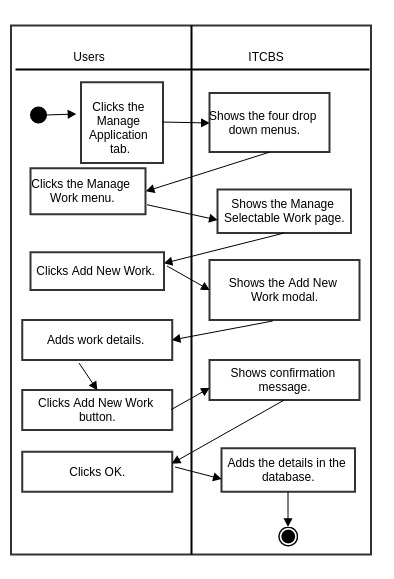 Users
ITCBS
Clicks the
Manage
Application
tab.
Shows the four drop
down menus.
Clicks the Manage
Work menu.
Shows the Manage
Selectable Work page.
Clicks Add New Work.
Shows the Add New
Work modal.
Adds work details.
Clicks Add New Work
button.
Shows confirmation
message.
Clicks OK.
Adds the details in the
database.